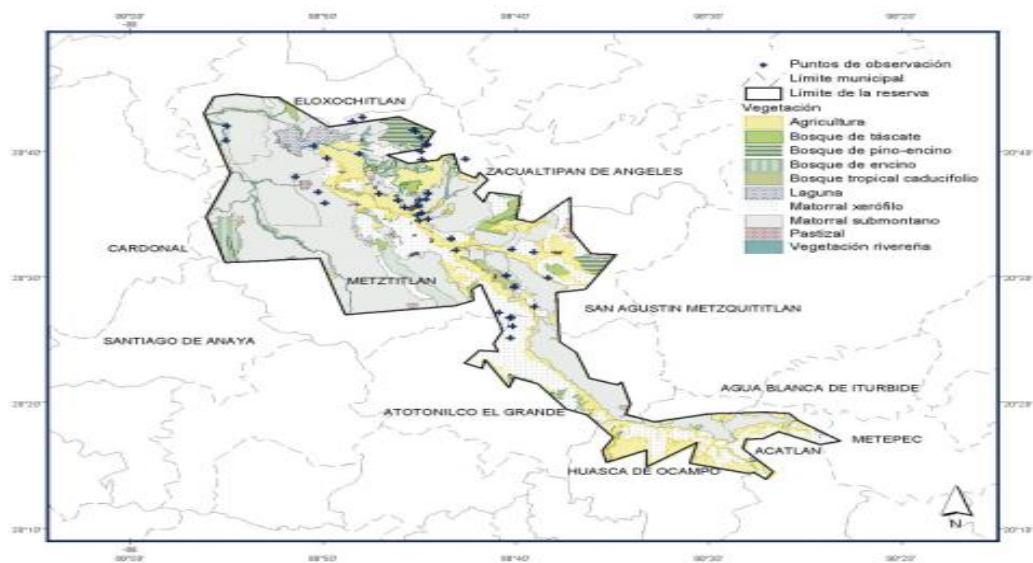 Puntos de observación
Límite municipal
Límite de la reserva
Vegetación
Agricultura
Bosque de táscate
Bosque de pino-encino
Bosque de encino
Bosque tropical caducifolio
Laguna
Matorral xerófilo
Matorral submontano
Pastizal
Vegetación rivereña
ELOXOCHITLAN
ZACUALTIPAN DE ANGELES
CARDONAL
METZTITLAN
SAN AGUSTIN METZQUITITLAN
SANTIAGO DE ANAYA
AGUA BLANCA DE ITURBIDE
ATOTONILCO EL GRANDE
METEPEC
ACATLAN
HUASCA DE OCAMPO
N